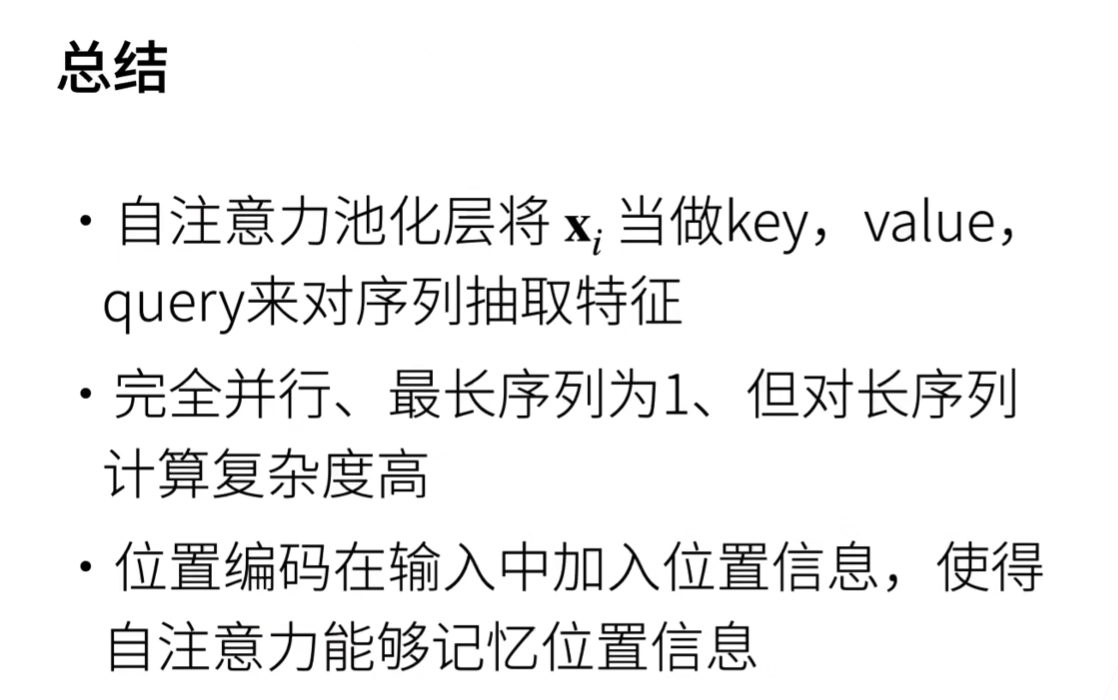 总结
• 自注意力池化层将 xᵢ 当做key，value，
query来对序列抽取特征
• 完全并行、最长序列为1、但对长序列
计算复杂度高
• 位置编码在输入中加入位置信息，使得
自注意力能够记忆位置信息